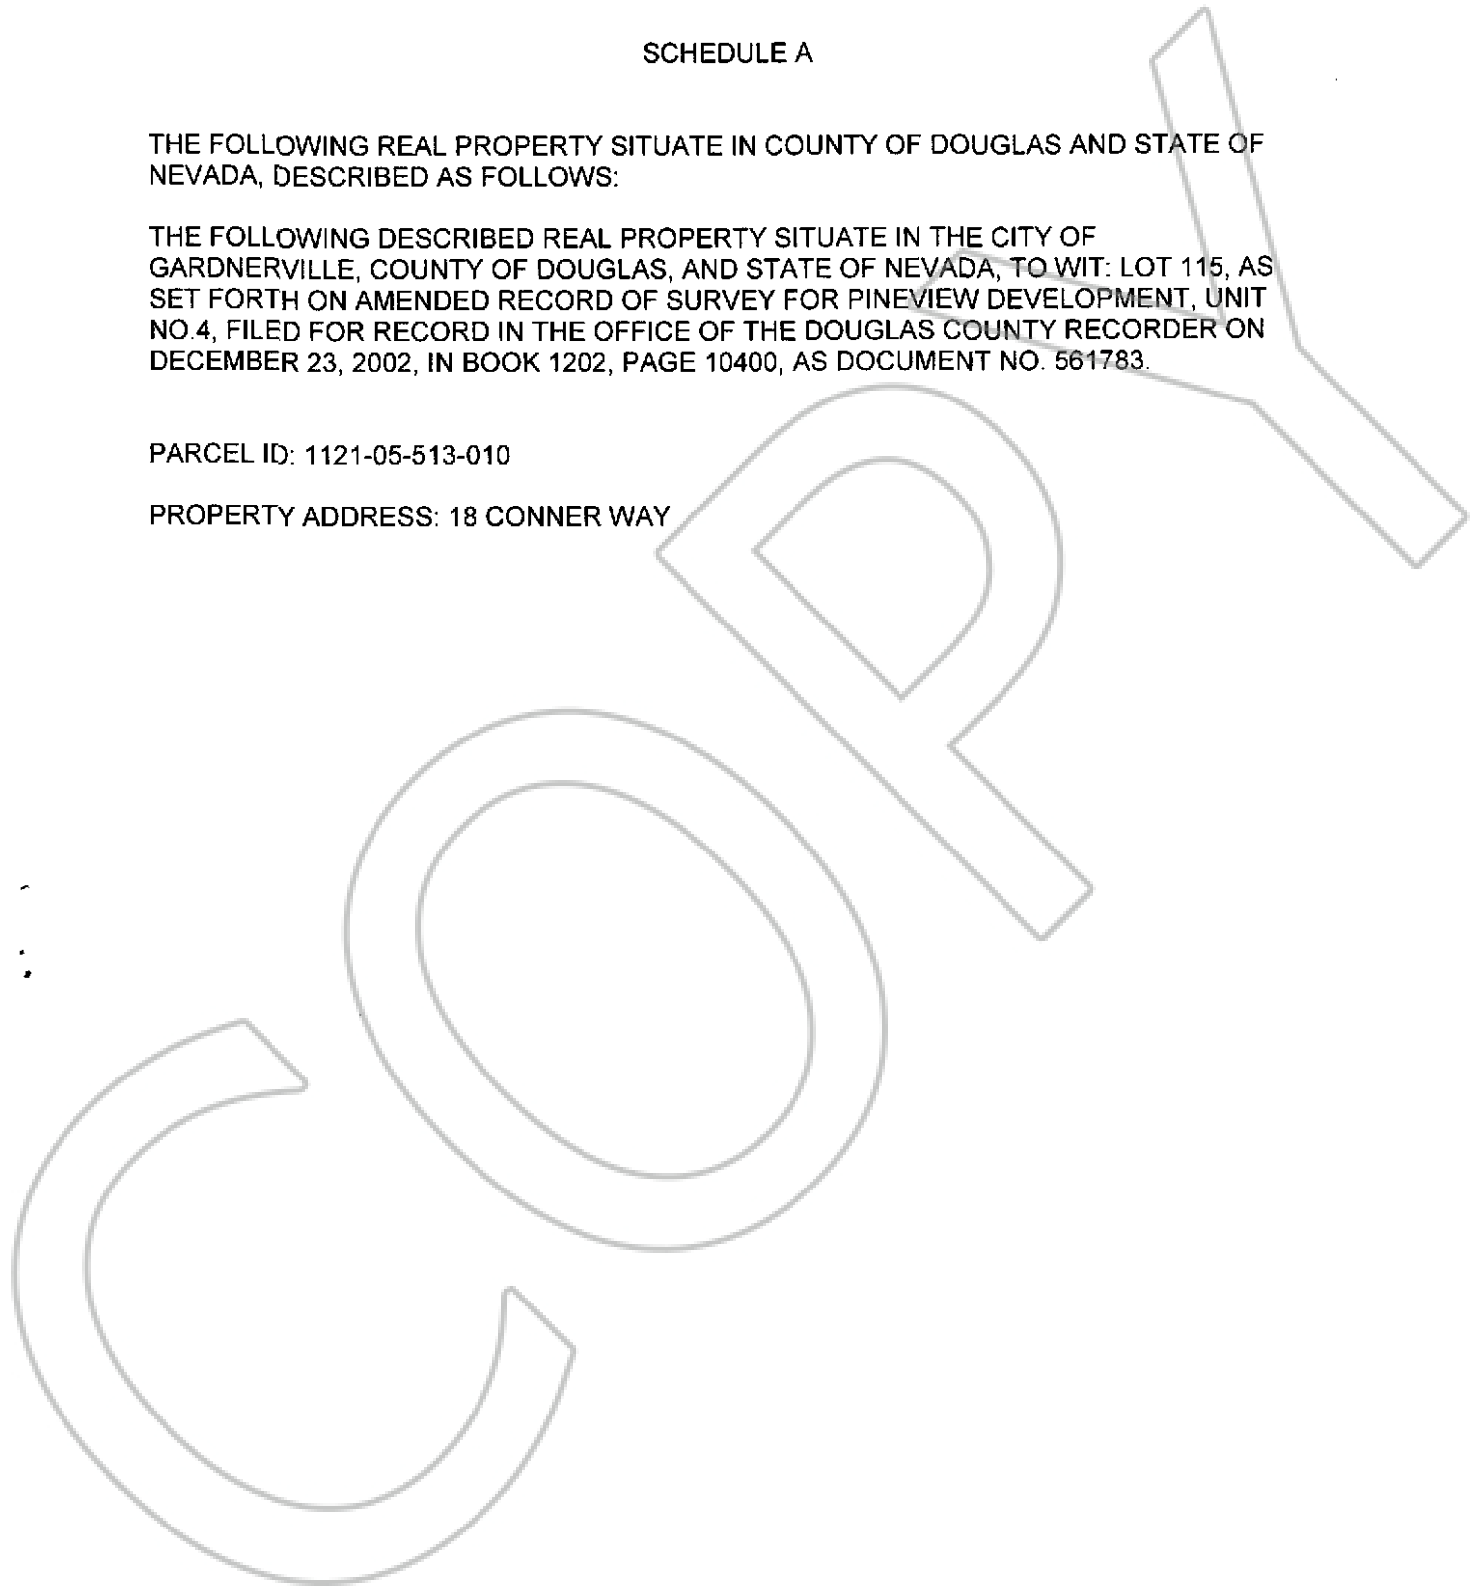 SCHEDULE A
THE FOLLOWING REAL PROPERTY SITUATE IN COUNTY OF DOUGLAS AND STATE OF
NEVADA, DESCRIBED AS FOLLOWS:
THE FOLLOWING DESCRIBED REAL PROPERTY SITUATE IN THE CITY OF
GARDNERVILLE, COUNTY OF DOUGLAS, AND STATE OF NEVADA, TO WIT: LOT 115, AS
SET FORTH ON AMENDED RECORD OF SURVEY FOR PINEVIEW DEVELOPMENT, UNIT
NO.4, FILED FOR RECORD IN THE OFFICE OF THE DOUGLAS COUNTY RECORDER ON
DECEMBER 23, 2002, IN BOOK 1202, PAGE 10400, AS DOCUMENT NO. 561783.
PARCEL ID: 1121-05-513-010
PROPERTY ADDRESS: 18 CONNER WAY
COPY